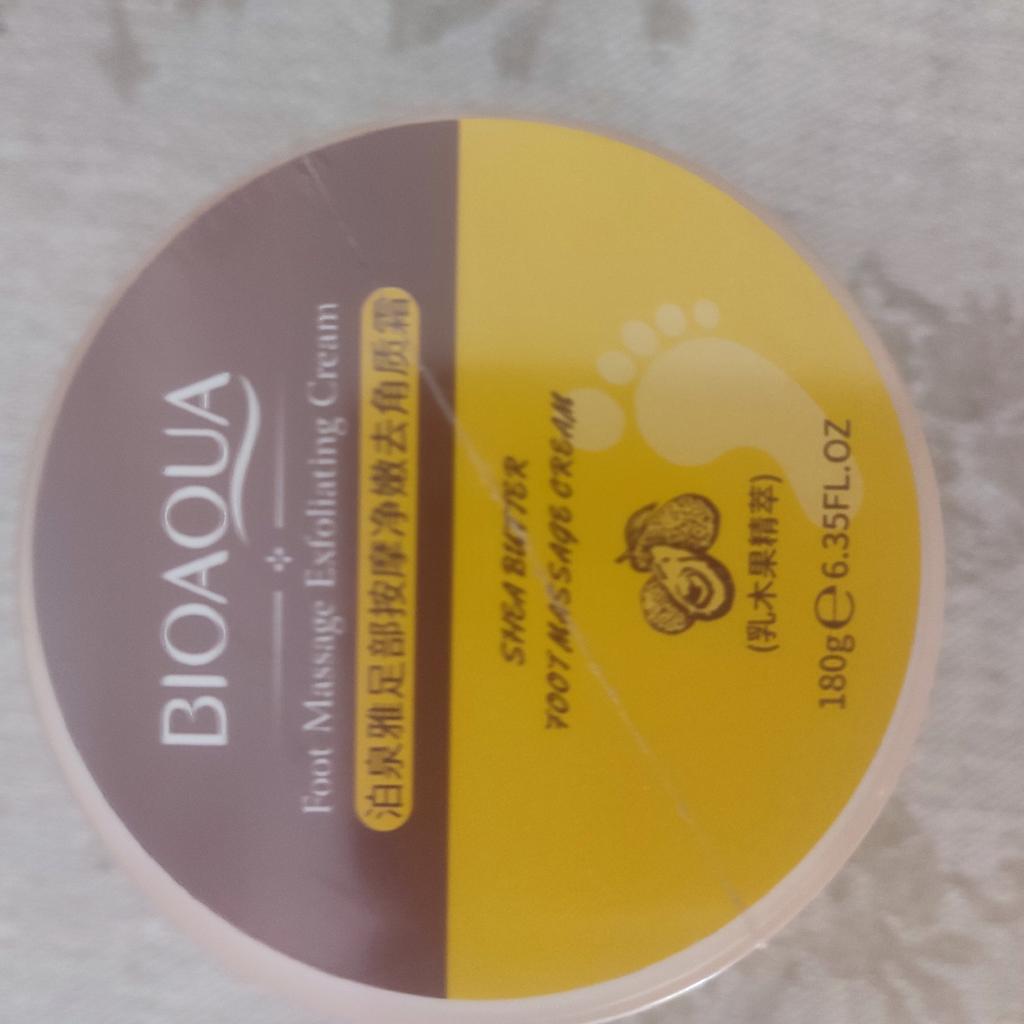 BIOAQUA
Foot Massage Exfoliating Cream
泊泉雅足部按摩净嫩去角质霜
SHEA BUTTER
FOOT MASSAGE CREAM
(乳木果精萃)
180g℮6.35FL.OZ